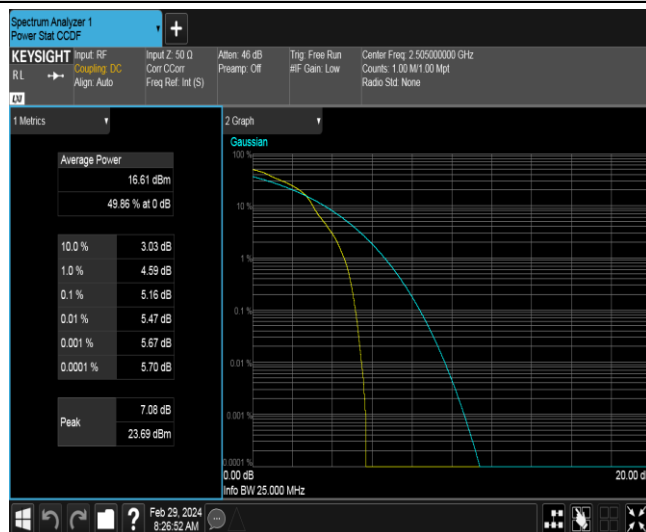 Spectrum Analyzer 1
Power Stat CCDF
KEYSIGHT
RL
LXI
Input: RF
Coupling: DC
Align: Auto
Input Z: 50 Ω
Corr CCorr
Freq Ref: Int (S)
Atten: 46 dB
Preamp: Off
Trig: Free Run
#IF Gain: Low
Center Freq: 2.505000000 GHz
Counts: 1.00 M/1.00 Mpt
Radio Std: None
1 Metrics
Average Power
16.61 dBm
49.86 % at 0 dB
10.0 % 3.03 dB
1.0 % 4.59 dB
0.1 % 5.16 dB
0.01 % 5.47 dB
0.001 % 5.67 dB
0.0001 % 5.70 dB
Peak
7.08 dB
23.69 dBm
2 Graph
Gaussian
100 %
10 %
1 %
0.1 %
0.01 %
0.001 %
0.0001 %
0.00 dB
20.00 d
Info BW 25.000 MHz
Feb 29, 2024
8:26:52 AM